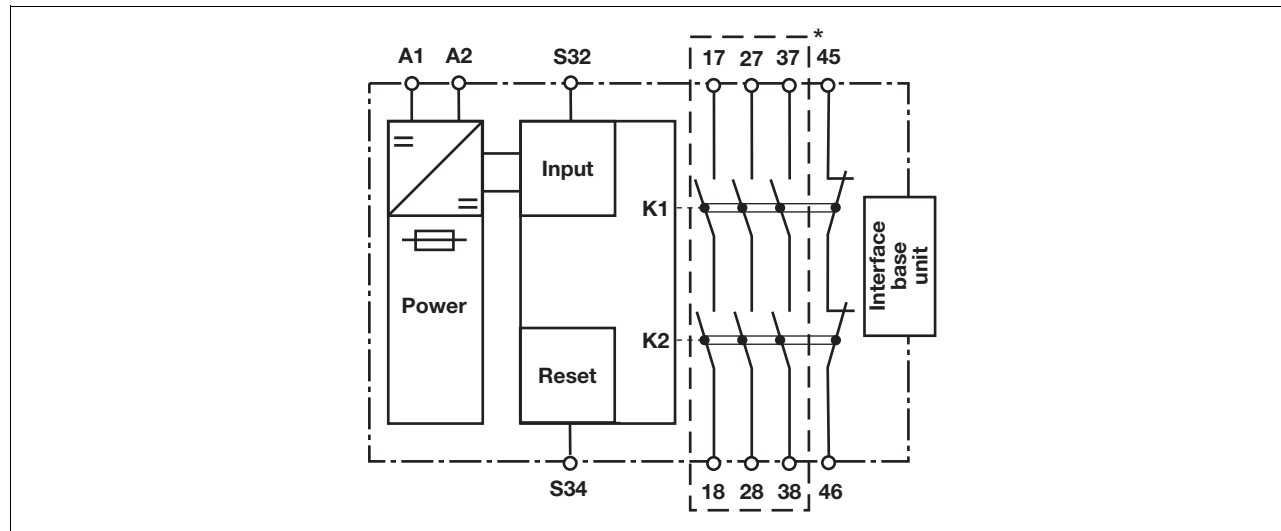 A1 A2 S32 17 27 37 * 45
Input
K1
Interface
base
unit
Power
K2
Reset
S34 18 28 38 46